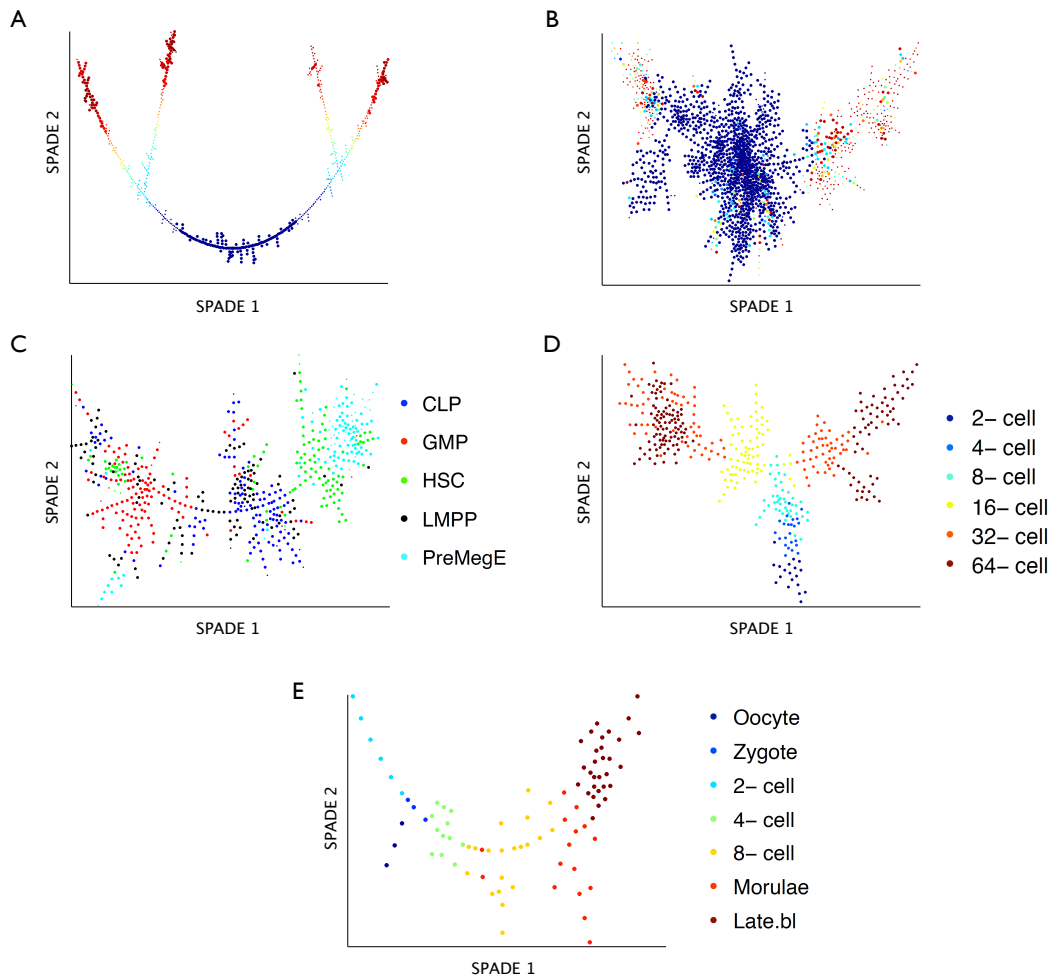 A
SPADE 2
SPADE 1
B
SPADE 2
SPADE 1
C
SPADE 2
SPADE 1
CLP
GMP
HSC
LMPP
PreMegE
D
SPADE 2
SPADE 1
2- cell
4- cell
8- cell
16- cell
32- cell
64- cell
E
SPADE 2
SPADE 1
Oocyte
Zygote
2- cell
4- cell
8- cell
Morulae
Late.bl